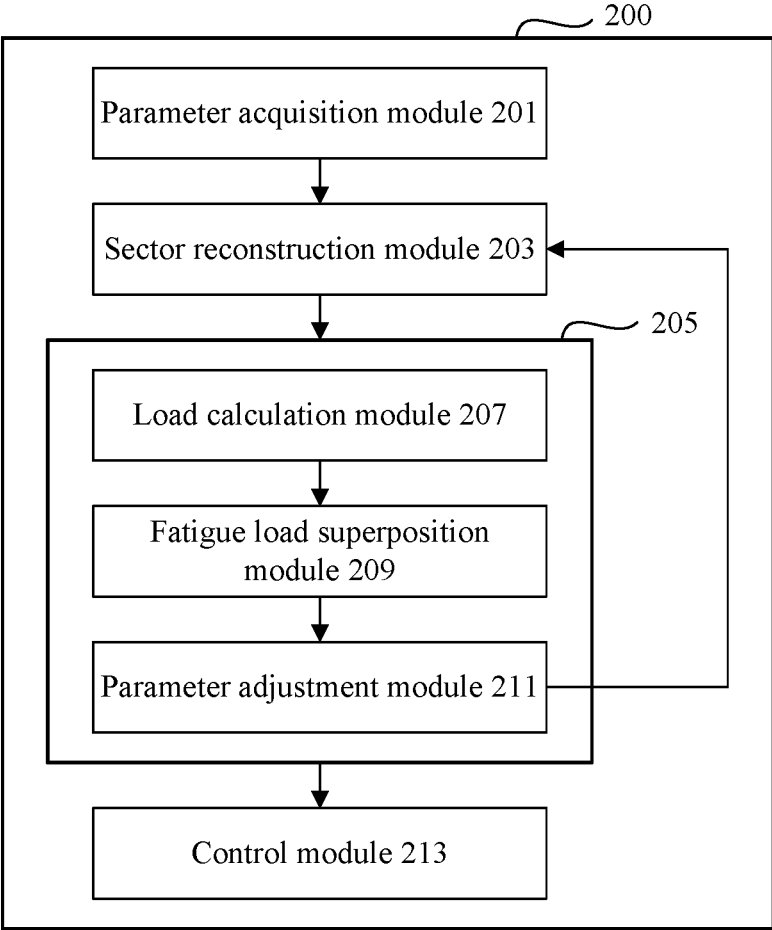 200
Parameter acquisition module 201
Sector reconstruction module 203
205
Load calculation module 207
Fatigue load superposition
module 209
Parameter adjustment module 211
Control module 213